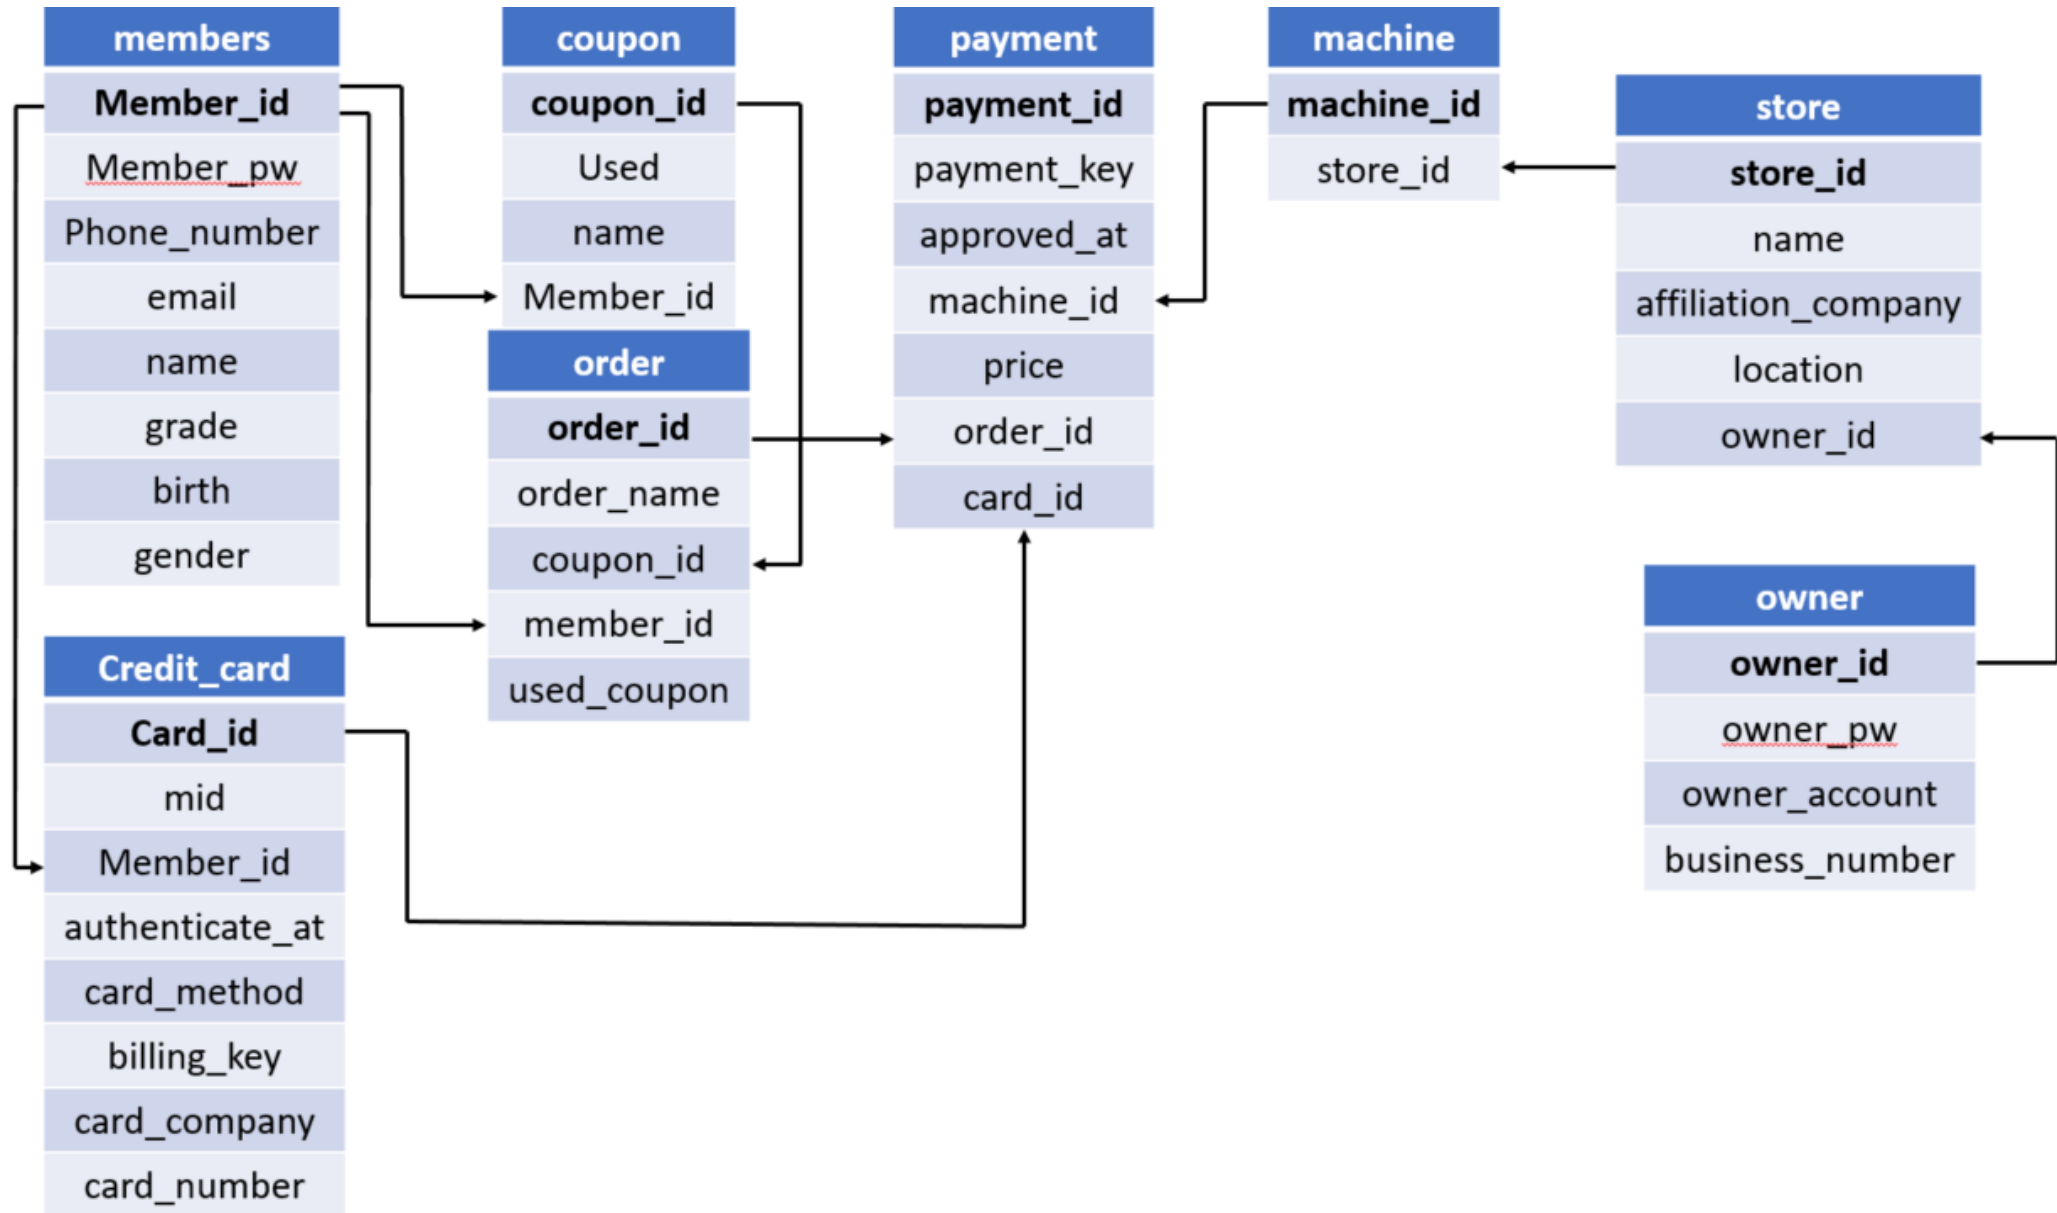 members
Member_id
Member_pw
Phone_number
email
name
grade
birth
gender
Credit_card
Card_id
mid
Member_id
authenticate_at
card_method
billing_key
card_company
card_number
coupon
coupon_id
Used
name
Member_id
order
order_id
order_name
coupon_id
member_id
used_coupon
payment
payment_id
payment_key
approved_at
machine_id
price
order_id
card_id
machine
machine_id
store_id
store
store_id
name
affiliation_company
location
owner_id
owner
owner_id
owner_pw
owner_account
business_number